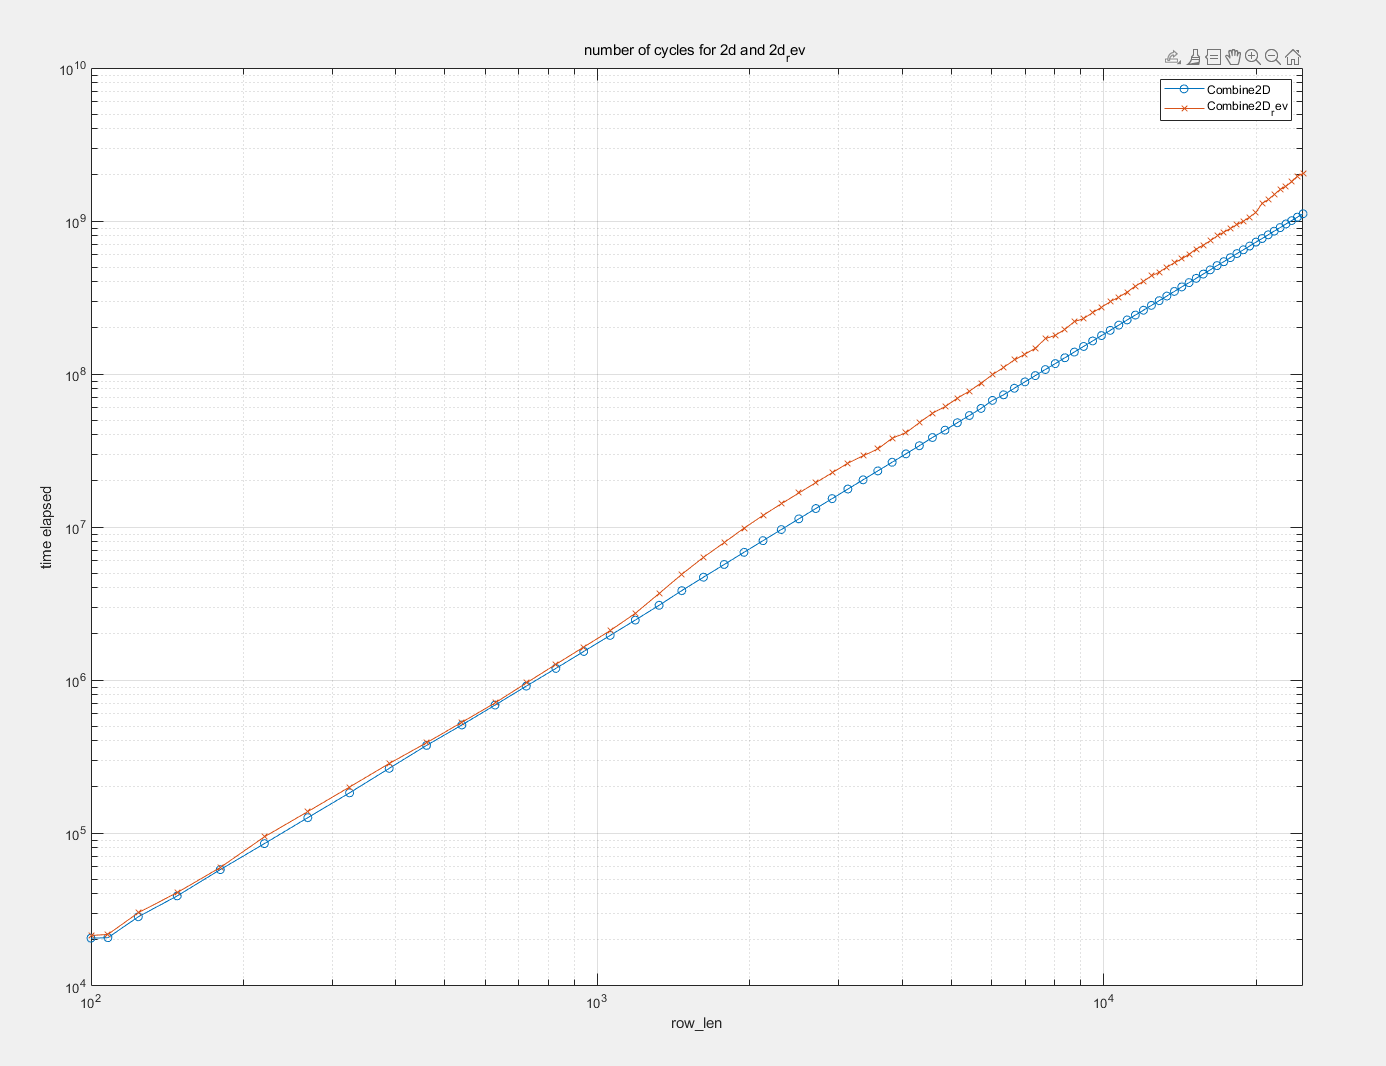 number of cycles for 2d and 2d_rev
Combine2D
Combine2D_rev
10^10
10^9
10^8
10^7
10^6
10^5
10^4
time elapsed
10^2
10^3
10^4
row_len